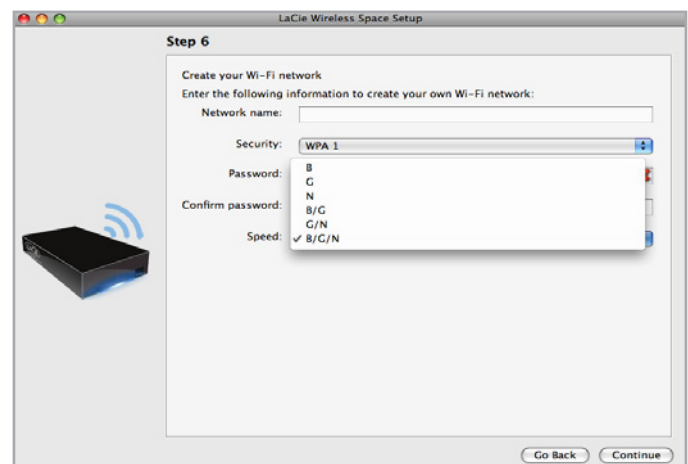 LaCie Wireless Space Setup
Step 6
Create your Wi-Fi network
Enter the following information to create your own Wi-Fi network:
Network name:
Security: WPA 1
Password:
B
G
N
B/G
G/N
✓ B/G/N
Confirm password:
Speed:
LaCie
Go Back Continue